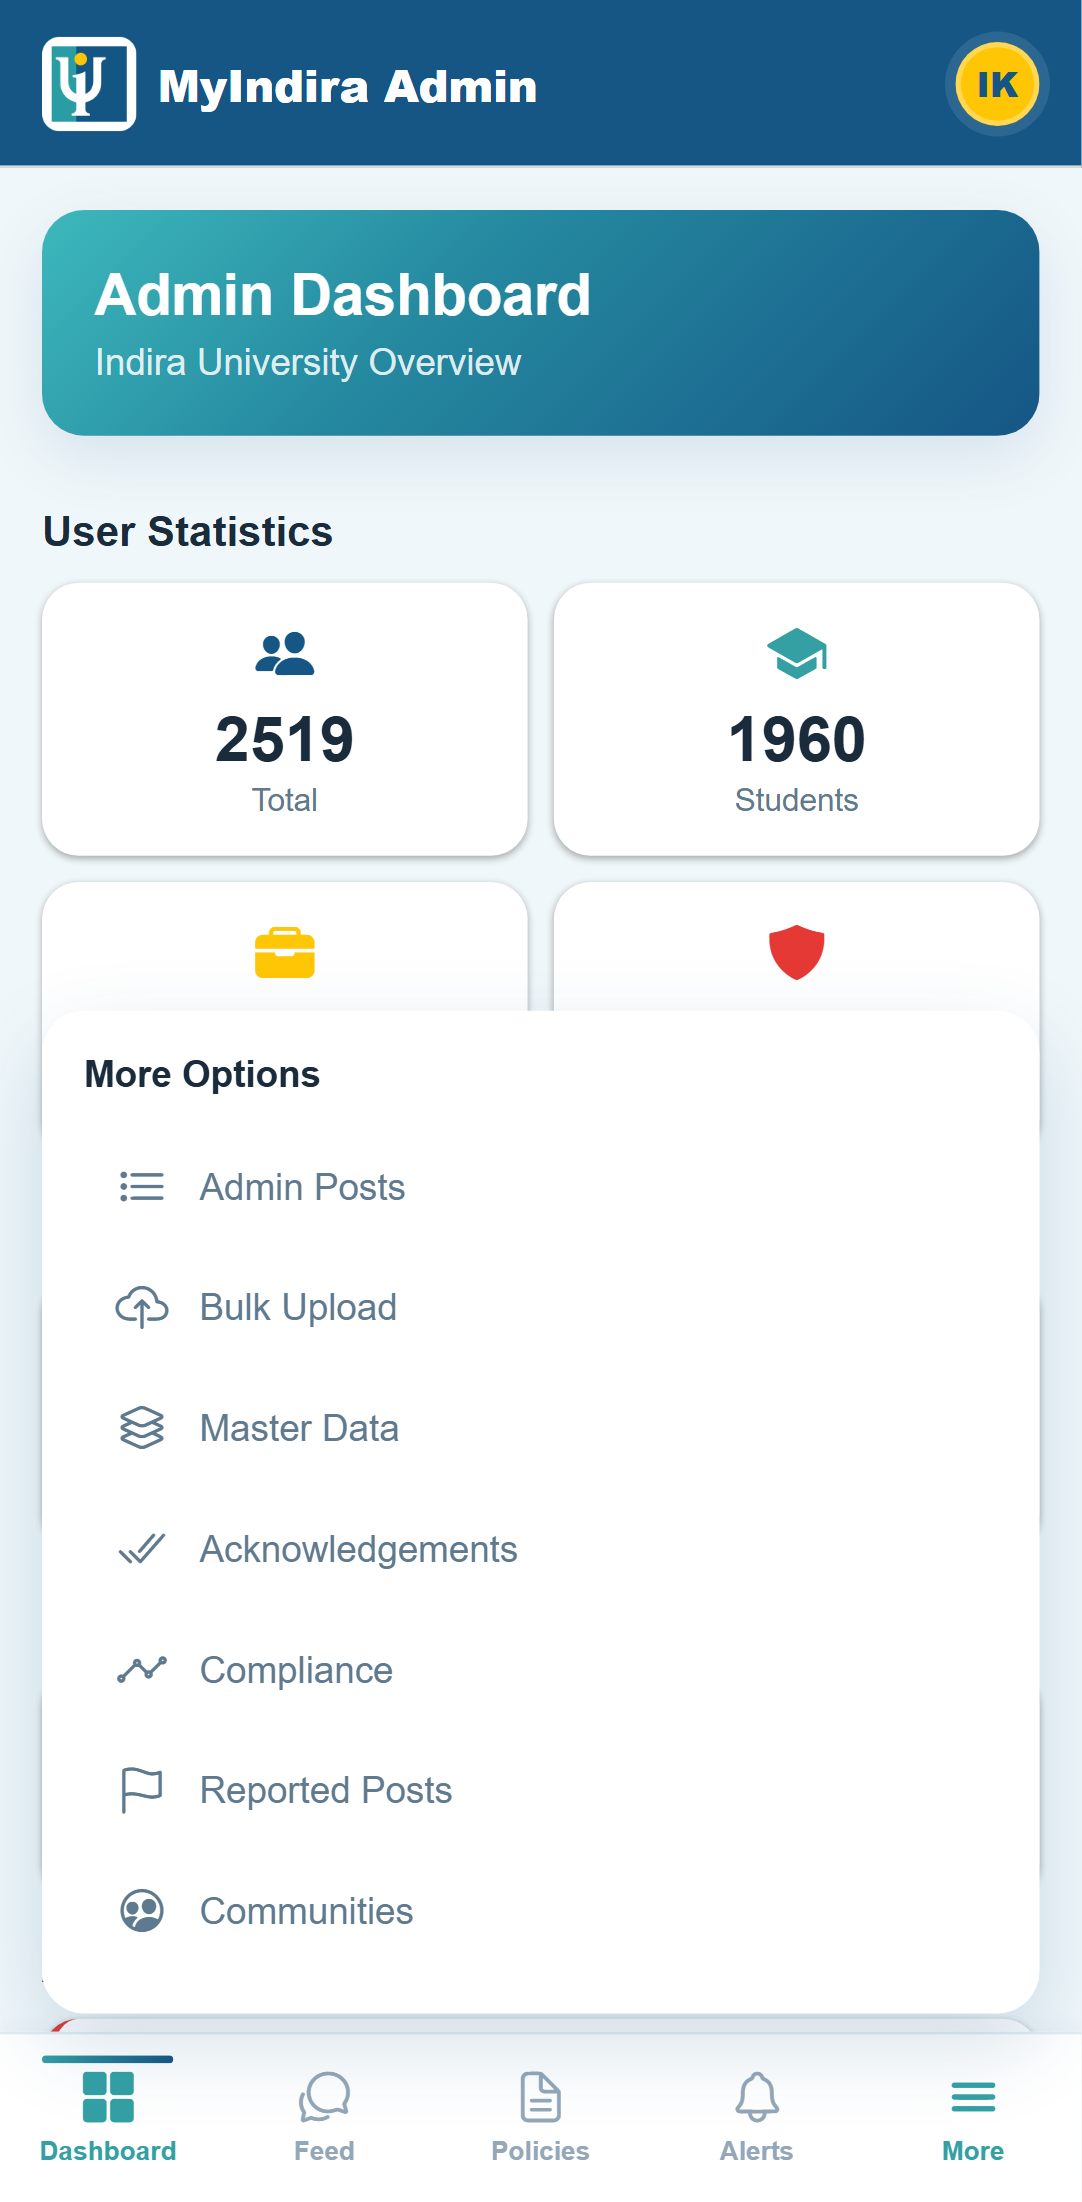 MyIndira Admin
IK
Admin Dashboard
Indira University Overview
User Statistics
2519
Total
1960
Students
More Options
Admin Posts
Bulk Upload
Master Data
Acknowledgements
Compliance
Reported Posts
Communities
Dashboard
Feed
Policies
Alerts
More